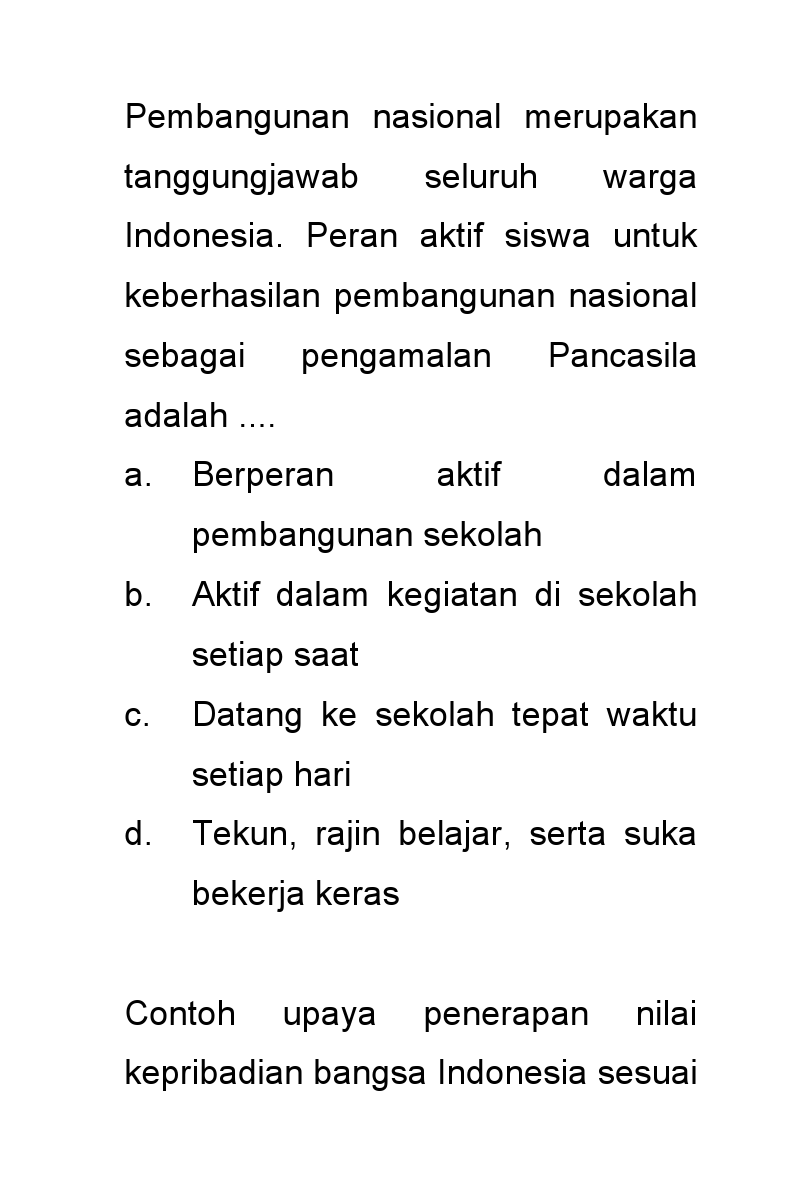 Pembangunan nasional merupakan
tanggungjawab seluruh warga
Indonesia. Peran aktif siswa untuk
keberhasilan pembangunan nasional
sebagai pengamalan Pancasila
adalah ....
a. Berperan aktif dalam
pembangunan sekolah
b. Aktif dalam kegiatan di sekolah
setiap saat
c. Datang ke sekolah tepat waktu
setiap hari
d. Tekun, rajin belajar, serta suka
bekerja keras
Contoh upaya penerapan nilai
kepribadian bangsa Indonesia sesuai